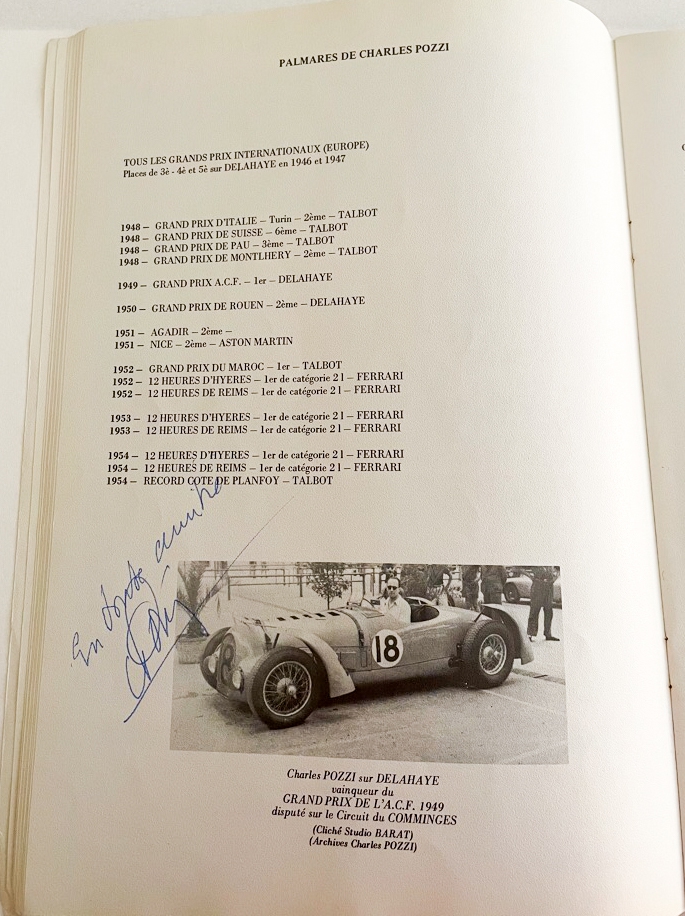 PALMARES DE CHARLES POZZI
TOUS LES GRANDS PRIX INTERNATIONAUX (EUROPE)
Places de 3è - 4è et 5è sur DELAHAYE en 1946 et 1947
1948 – GRAND PRIX D'ITALIE – Turin – 2ème – TALBOT
1948 – GRAND PRIX DE SUISSE – 6ème – TALBOT
1948 – GRAND PRIX DE PAU – 3ème – TALBOT
1948 – GRAND PRIX DE MONTLHERY – 2ème – TALBOT
1949 – GRAND PRIX A.C.F. – 1er – DELAHAYE
1950 – GRAND PRIX DE ROUEN – 2ème – DELAHAYE
1951 – AGADIR – 2ème –
1951 – NICE – 2ème – ASTON MARTIN
1952 – GRAND PRIX DU MAROC – 1er – TALBOT
1952 – 12 HEURES D'HYERES – 1er de catégorie 2 l – FERRARI
1952 – 12 HEURES DE REIMS – 1er de catégorie 2 l – FERRARI
1953 – 12 HEURES D'HYERES – 1er de catégorie 2 l – FERRARI
1953 – 12 HEURES DE REIMS – 1er de catégorie 2 l – FERRARI
1954 – 12 HEURES D'HYERES – 1er de catégorie 2 l – FERRARI
1954 – 12 HEURES DE REIMS – 1er de catégorie 2 l – FERRARI
1954 – RECORD COTE DE PLANFOY – TALBOT
En toute amitié
18
8
Charles POZZI sur DELAHAYE
vainqueur du
GRAND PRIX DE L'A.C.F. 1949
disputé sur le Circuit du COMMINGES
(Cliché Studio BARAT)
(Archives Charles POZZI)